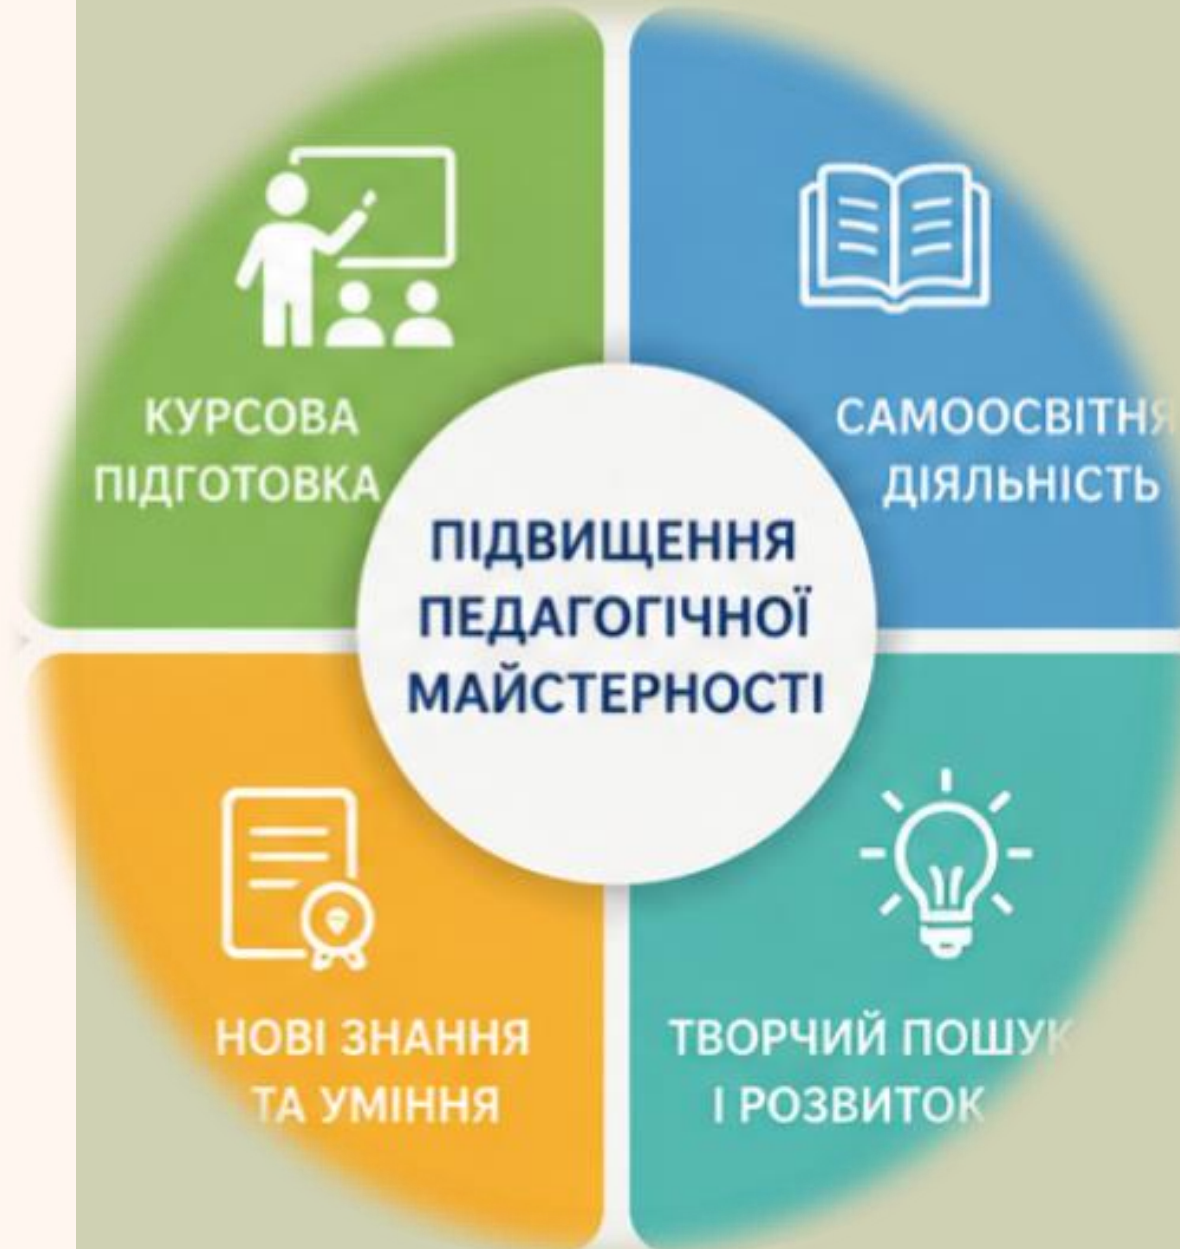 КУРСОВА
ПІДГОТОВКА
САМООСВІТНЯ
ДІЯЛЬНІСТЬ
ПІДВИЩЕННЯ
ПЕДАГОГІЧНОЇ
МАЙСТЕРНОСТІ
НОВІ ЗНАННЯ
ТА УМІННЯ
ТВОРЧИЙ ПОШУК
І РОЗВИТОК